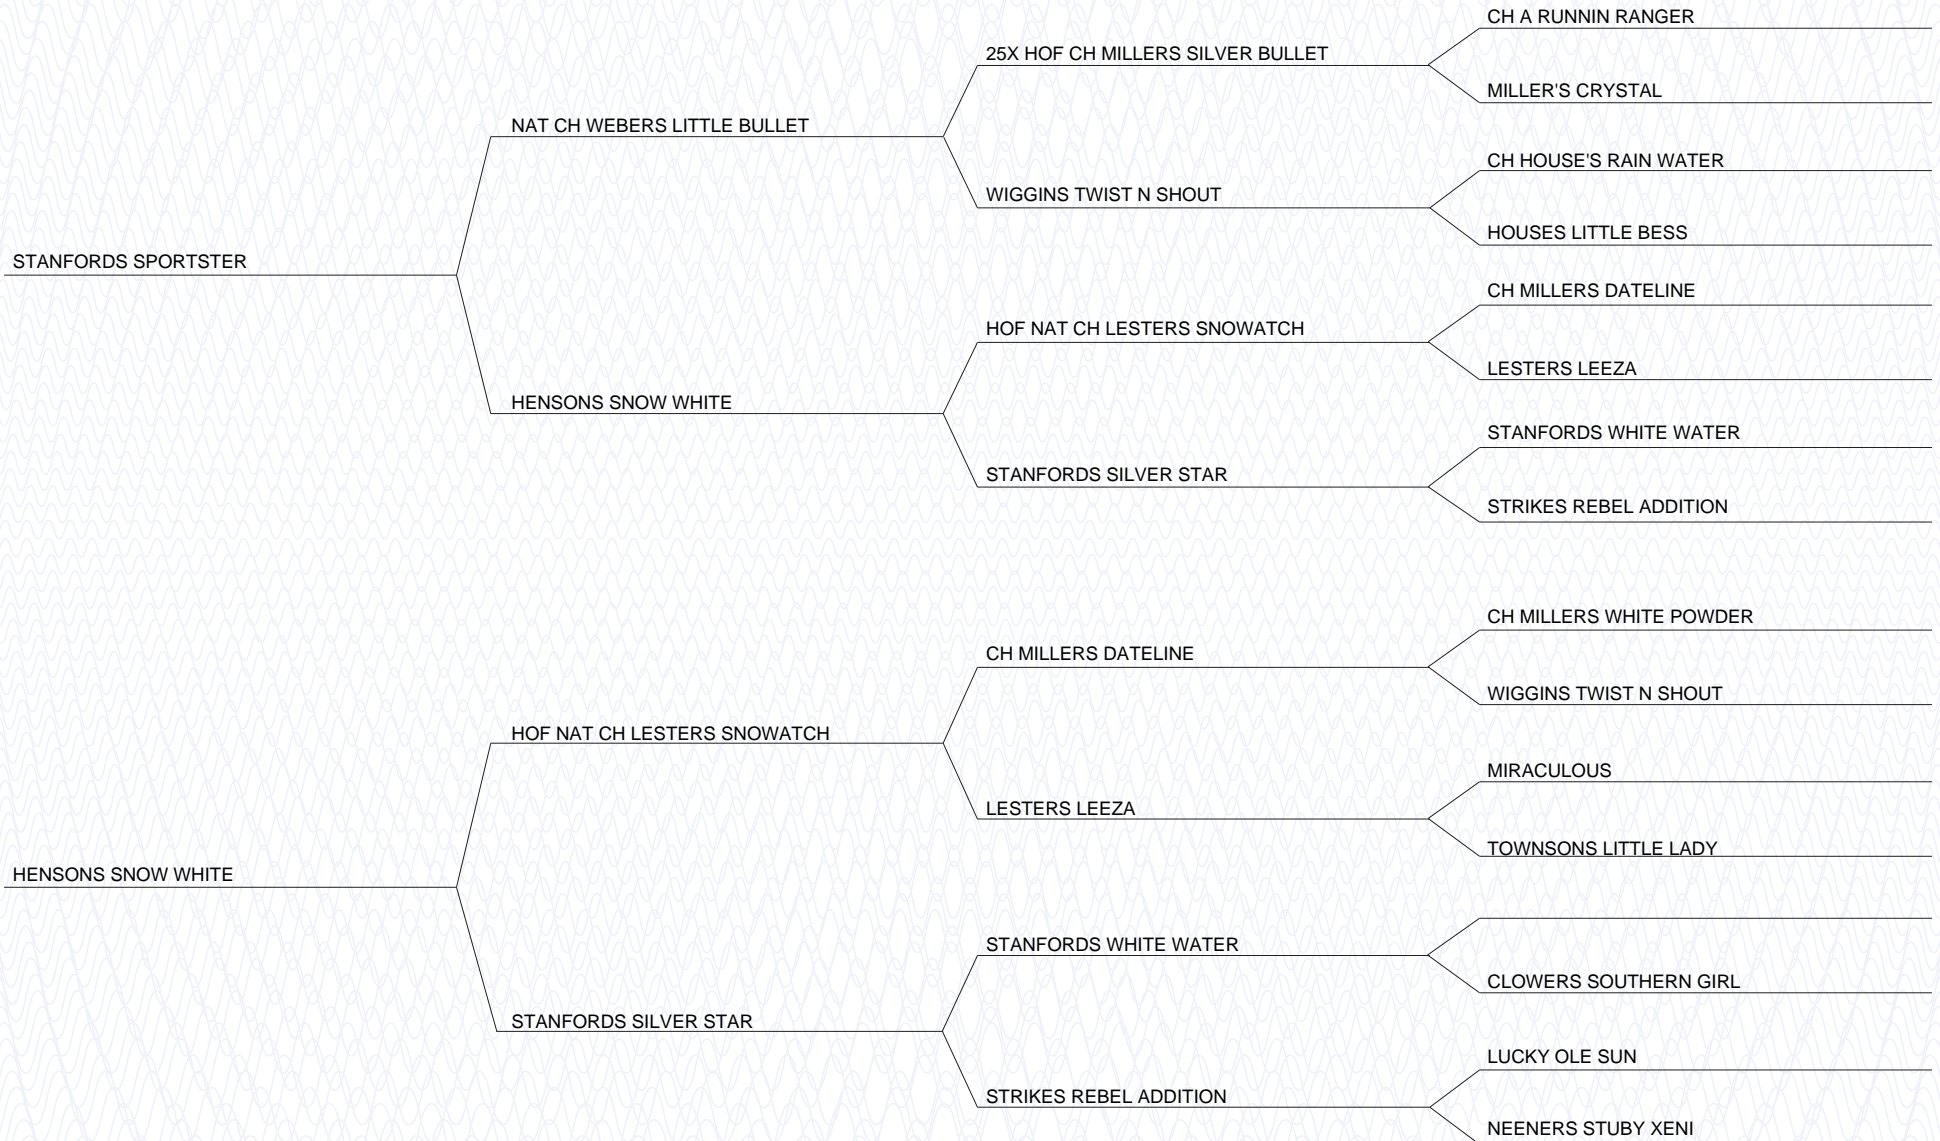 CH A RUNNIN RANGER
25X HOF CH MILLERS SILVER BULLET
MILLER'S CRYSTAL
NAT CH WEBERS LITTLE BULLET
CH HOUSE'S RAIN WATER
WIGGINS TWIST N SHOUT
HOUSES LITTLE BESS
STANFORDS SPORTSTER
CH MILLERS DATELINE
HOF NAT CH LESTERS SNOWATCH
LESTERS LEEZA
HENSONS SNOW WHITE
STANFORDS WHITE WATER
STANFORDS SILVER STAR
STRIKES REBEL ADDITION
CH MILLERS WHITE POWDER
CH MILLERS DATELINE
WIGGINS TWIST N SHOUT
HOF NAT CH LESTERS SNOWATCH
MIRACULOUS
LESTERS LEEZA
TOWNSONS LITTLE LADY
HENSONS SNOW WHITE
STANFORDS WHITE WATER
CLOWERS SOUTHERN GIRL
STANFORDS SILVER STAR
LUCKY OLE SUN
STRIKES REBEL ADDITION
NEENERS STUBY XENI